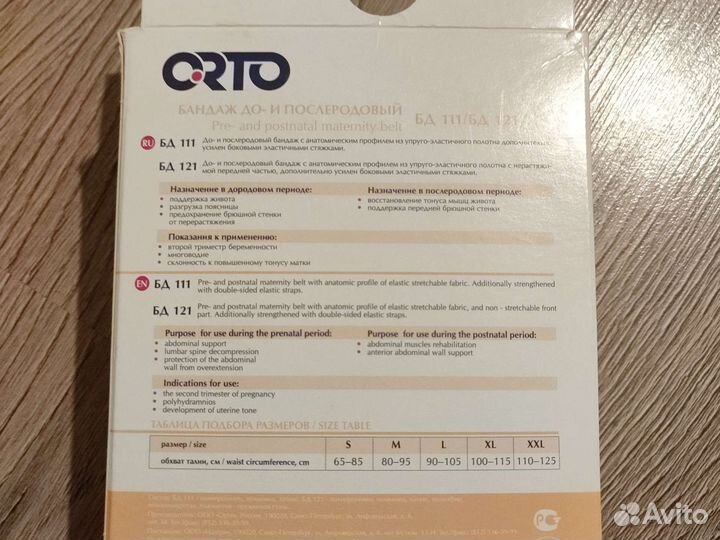 ORTO
БАНДАЖ ДО- И ПОСЛЕРОДОВЫЙ БД 111/БД 121
Pre- and postnatal maternity belt
RU БД 111 До- и послеродовый бандаж с анатомическим профилем из упруго-эластичного полотна дополнительно
усилен боковыми эластичными стяжками.
БД 121 До- и послеродовый бандаж с анатомическим профилем из упруго-эластичного полотна с нерастяжи-
мой передней частью, дополнительно усилен боковыми эластичными стяжками.
Назначение в дородовом периоде:
• поддержка живота
• разгрузка поясницы
• предохранение брюшной стенки
от перерастяжения
Назначение в послеродовом периоде:
• восстановление тонуса мышц живота
• поддержка передней брюшной стенки
Показания к применению:
• второй триместр беременности
• многоводие
• склонность к повышенному тонусу матки
EN БД 111 Pre- and postnatal maternity belt with anatomic profile of elastic stretchable fabric. Additionally strengthened
with double-sided elastic straps.
БД 121 Pre- and postnatal maternity belt with anatomic profile of elastic stretchable fabric, and non - stretchable front
part. Additionally strengthened with double-sided elastic straps.
Purpose for use during the prenatal period:
• abdominal support
• lumbar spine decompression
• protection of the abdominal
wall from overextension
Purpose for use during the postnatal period:
• abdominal muscles rehabilitation
• anterior abdominal wall support
Indications for use:
• the second trimester of pregnancy
• polyhydramnios
• development of uterine tone
ТАБЛИЦА ПОДБОРА РАЗМЕРОВ / SIZE TABLE
размер / size S M L XL XXL
обхват талии, см / waist circumference, cm 65–85 80–95 90–105 100–115 110–125
Avito